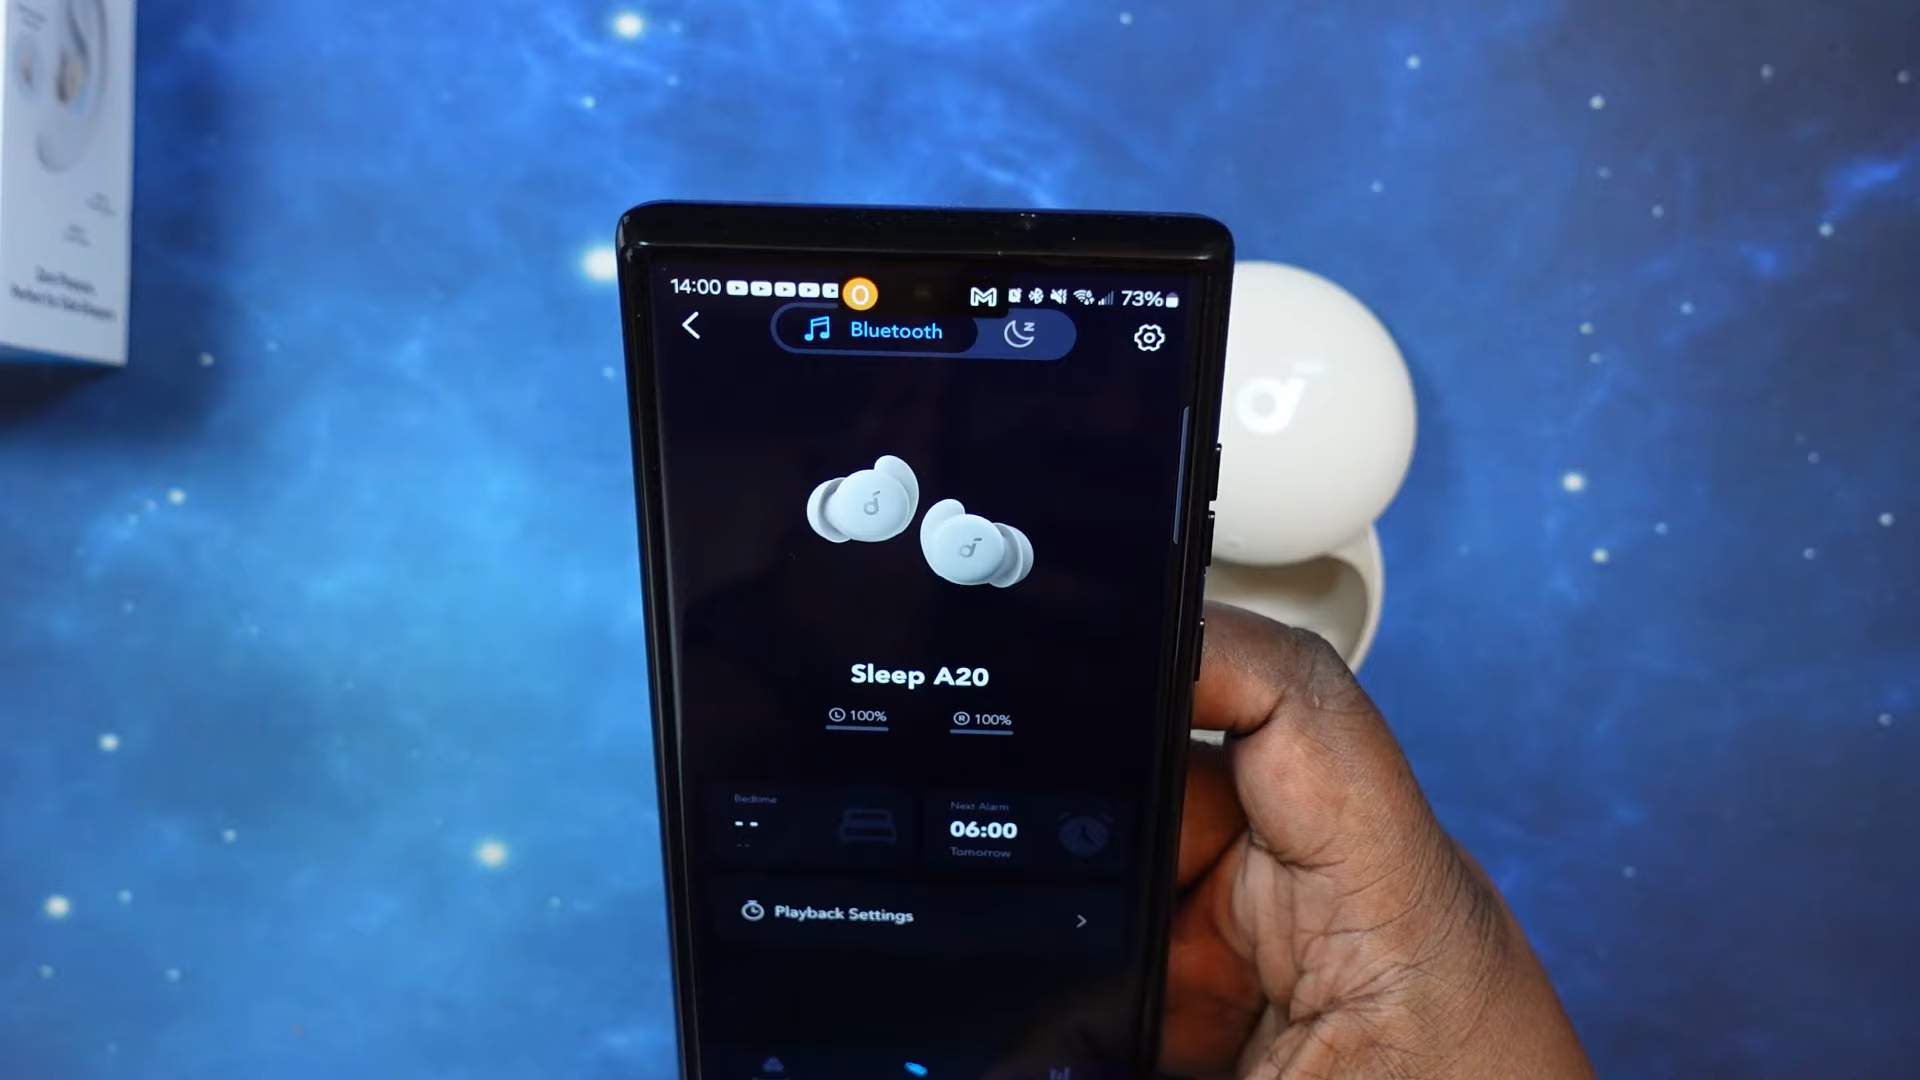 14:00 73%
Bluetooth
Sleep A20
L 100% R 100%
Bedtime
--
--
Next Alarm
06:00
Tomorrow
Playback Settings